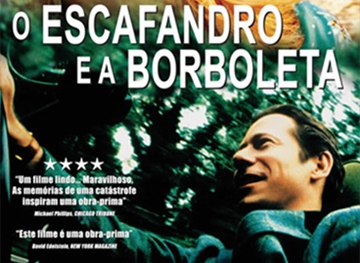 O ESCAFANDRO
E A BORBOLETA
★★★★
"Um filme lindo... Maravilhoso,
As memórias de uma catástrofe
inspiram uma obra-prima"
Michael Phillips, CHICAGO TRIBUNE
"Este filme é uma obra-prima"
David Edelstein, NEW YORK MAGAZINE